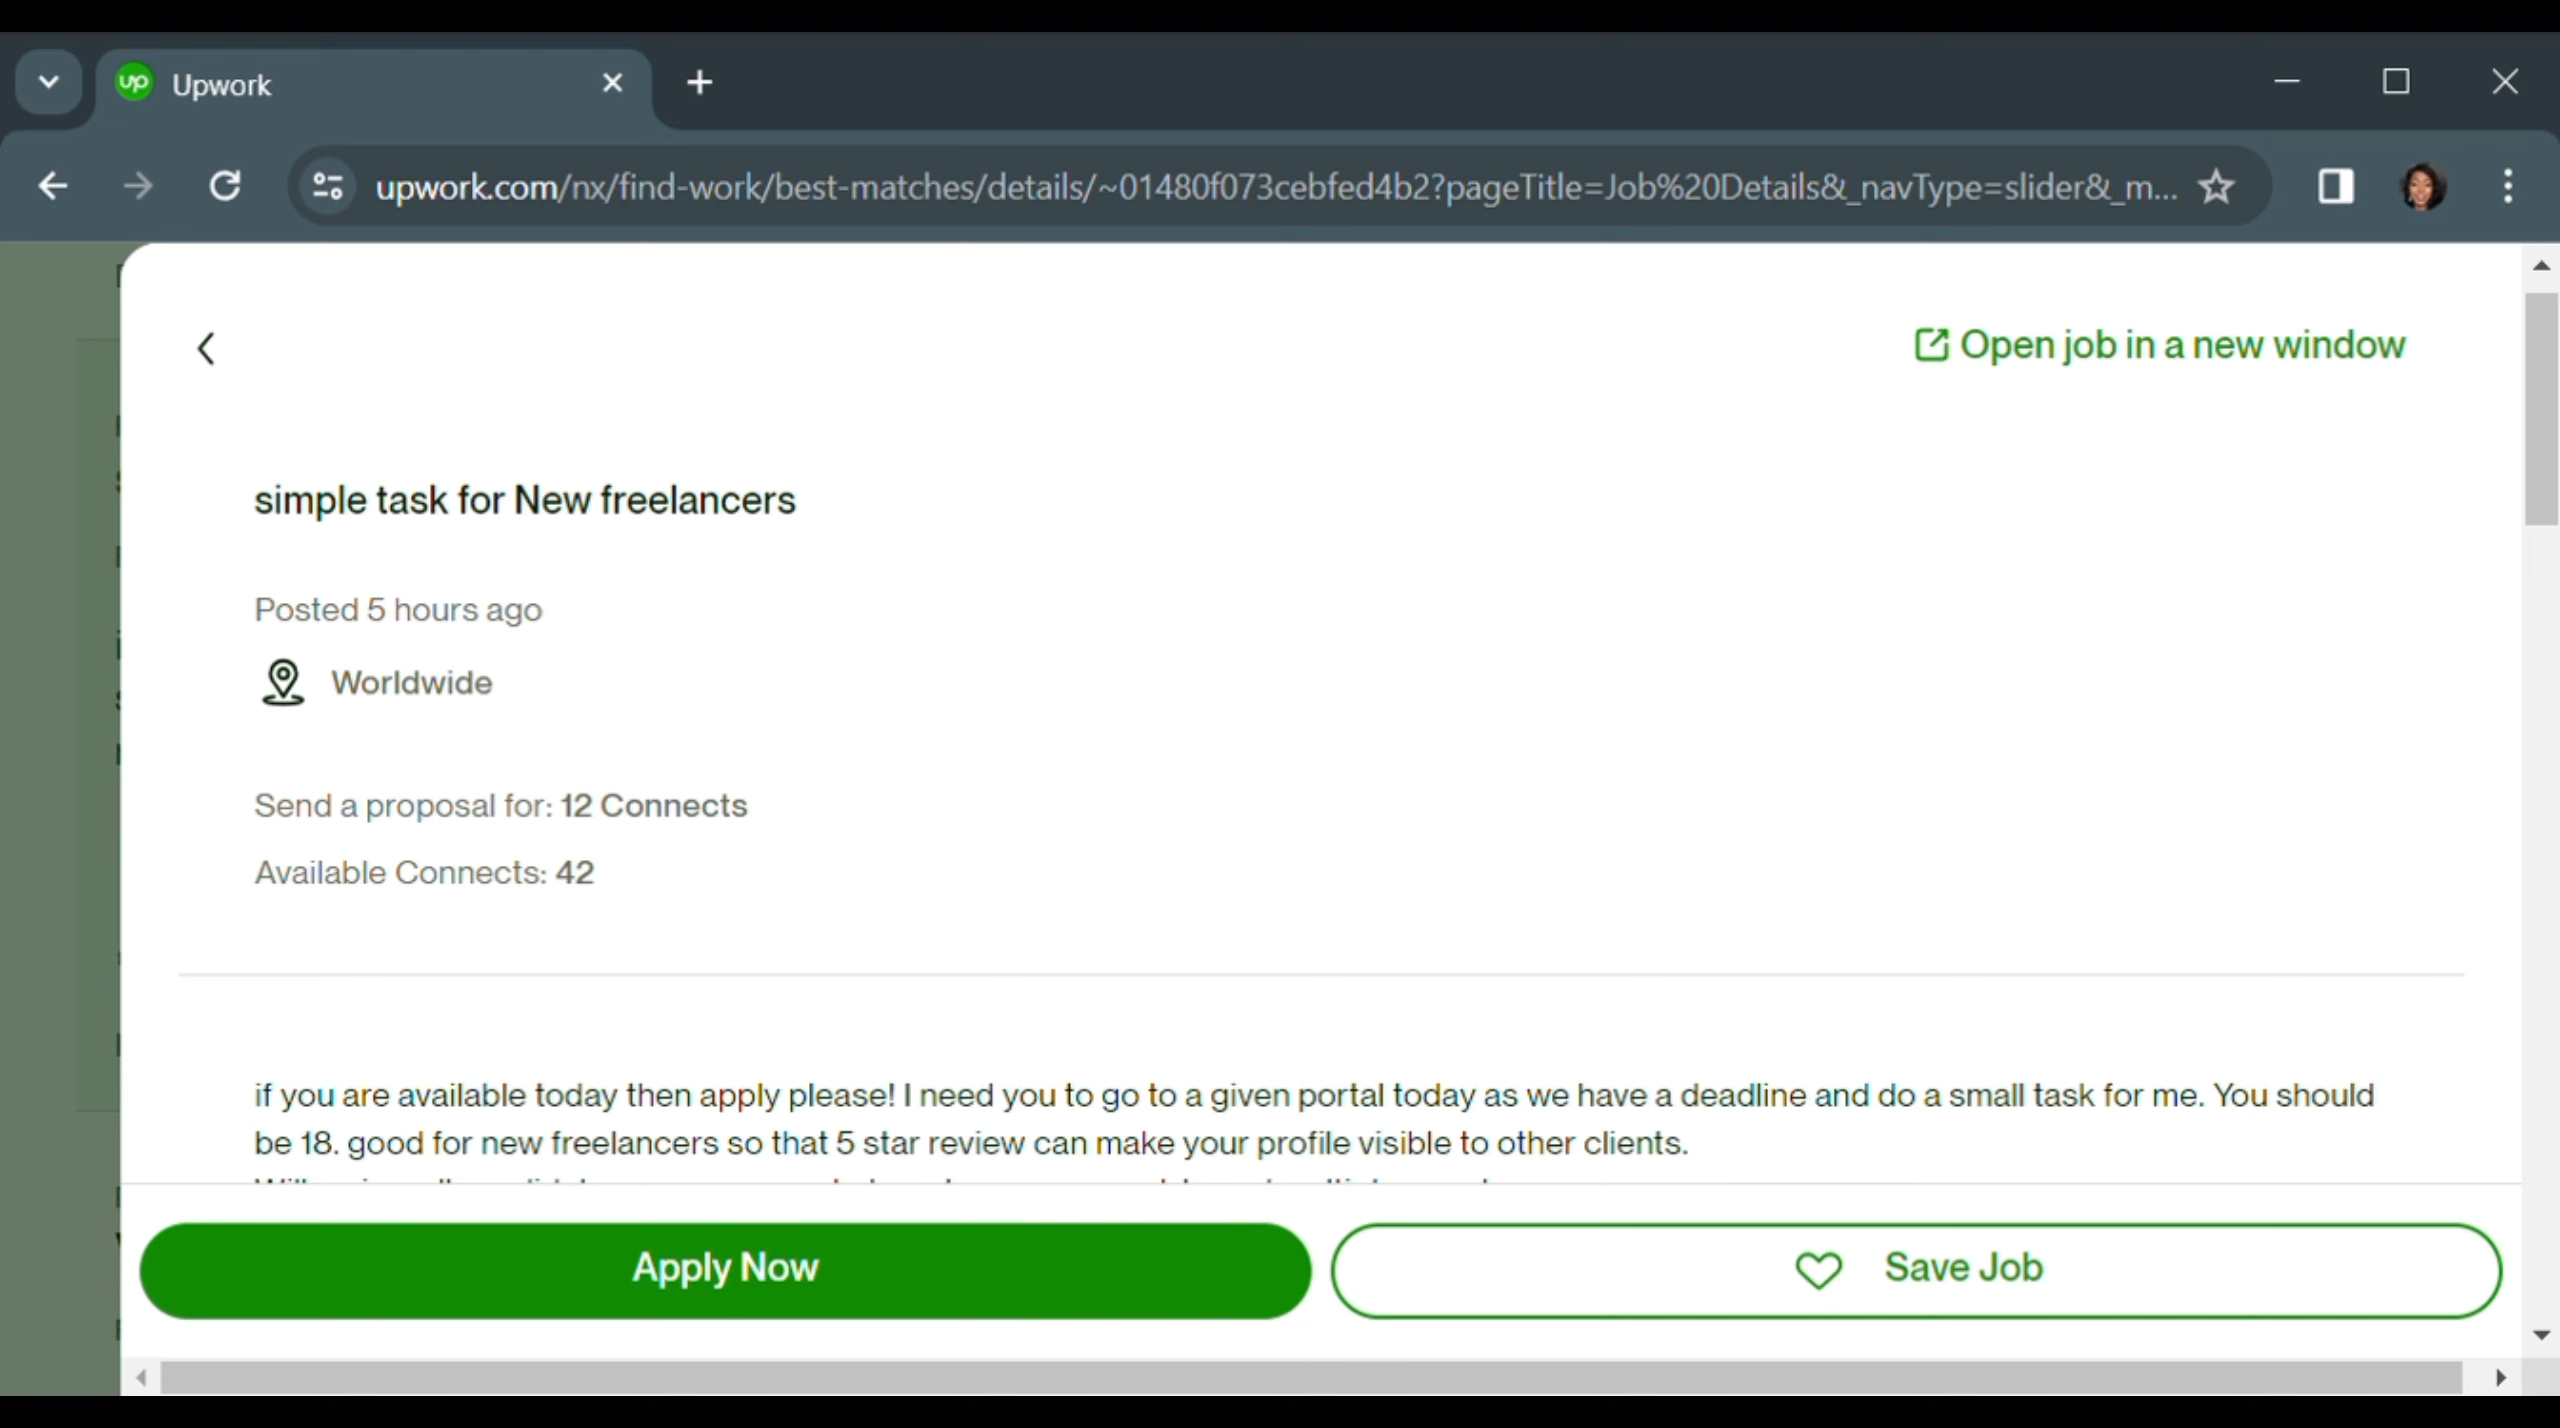 up Upwork
upwork.com/nx/find-work/best-matches/details/~01480f073cebfed4b2?pageTitle=Job%20Details&_navType=slider&_m...
Open job in a new window
simple task for New freelancers
Posted 5 hours ago
Worldwide
Send a proposal for: 12 Connects
Available Connects: 42
if you are available today then apply please! I need you to go to a given portal today as we have a deadline and do a small task for me. You should
be 18. good for new freelancers so that 5 star review can make your profile visible to other clients.
Apply Now
Save Job